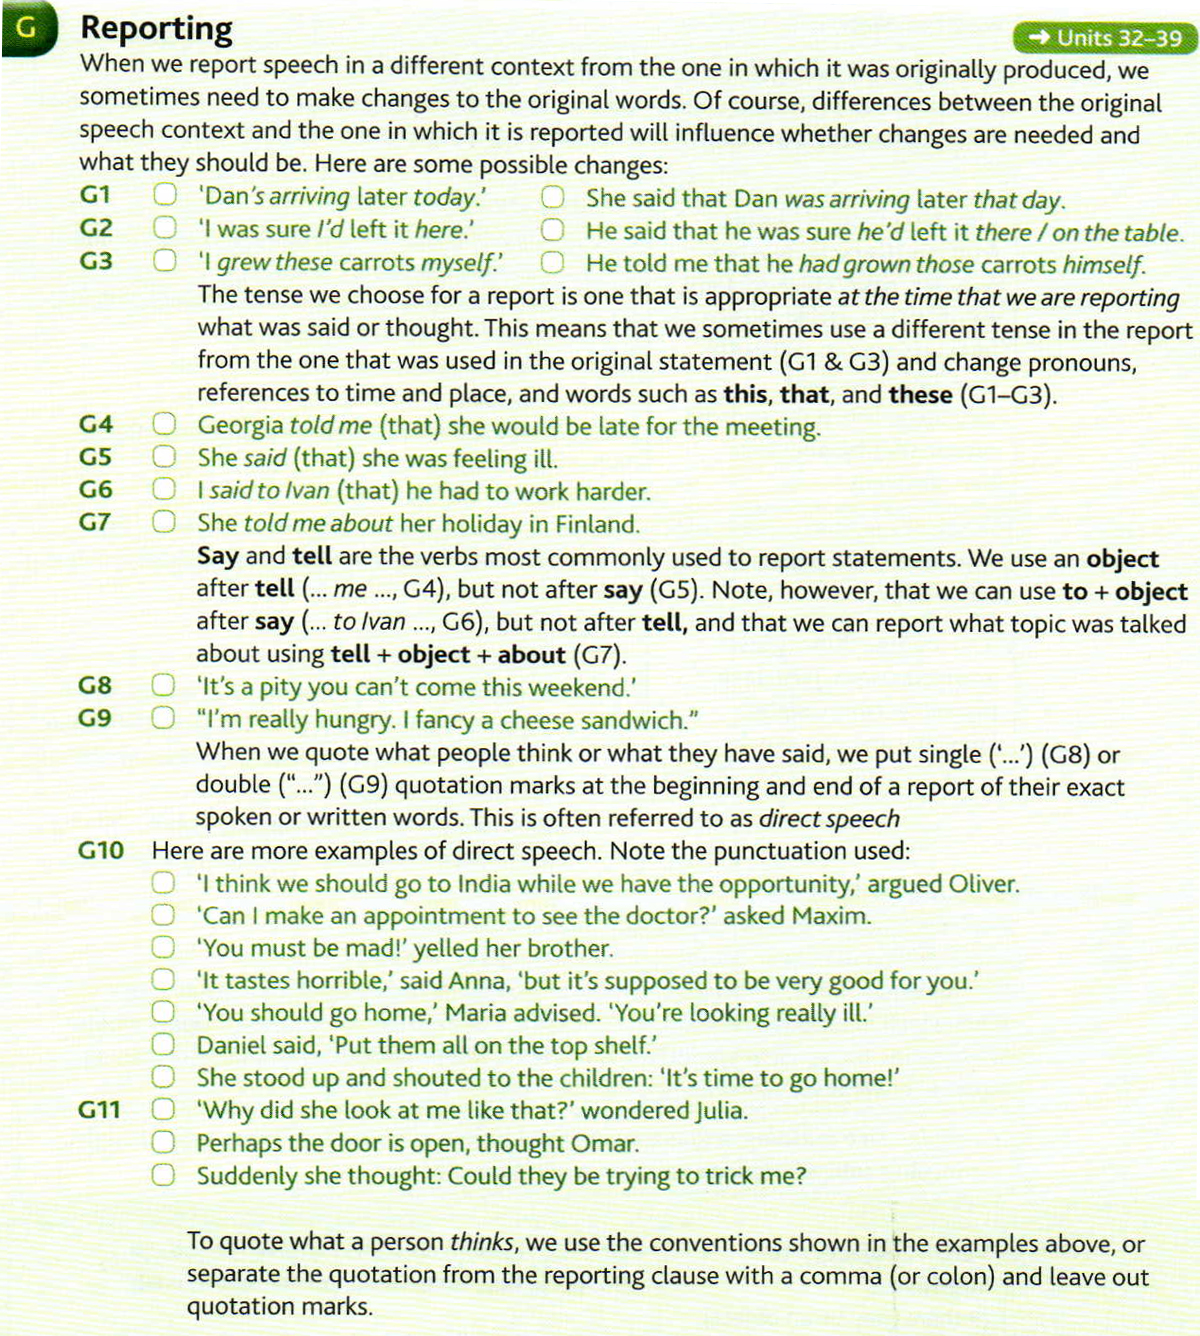 G Reporting
→ Units 32–39
When we report speech in a different context from the one in which it was originally produced, we
sometimes need to make changes to the original words. Of course, differences between the original
speech context and the one in which it is reported will influence whether changes are needed and
what they should be. Here are some possible changes:
G1 'Dan's arriving later today.' She said that Dan was arriving later that day.
G2 'I was sure I'd left it here.' He said that he was sure he'd left it there / on the table.
G3 'I grew these carrots myself.' He told me that he had grown those carrots himself.
The tense we choose for a report is one that is appropriate at the time that we are reporting
what was said or thought. This means that we sometimes use a different tense in the report
from the one that was used in the original statement (G1 & G3) and change pronouns,
references to time and place, and words such as this, that, and these (G1–G3).
G4 Georgia told me (that) she would be late for the meeting.
G5 She said (that) she was feeling ill.
G6 I said to Ivan (that) he had to work harder.
G7 She told me about her holiday in Finland.
Say and tell are the verbs most commonly used to report statements. We use an object
after tell (... me ..., G4), but not after say (G5). Note, however, that we can use to + object
after say (... to Ivan ..., G6), but not after tell, and that we can report what topic was talked
about using tell + object + about (G7).
G8 'It's a pity you can't come this weekend.'
G9 "I'm really hungry. I fancy a cheese sandwich."
When we quote what people think or what they have said, we put single ('...') (G8) or
double ("...") (G9) quotation marks at the beginning and end of a report of their exact
spoken or written words. This is often referred to as direct speech
G10 Here are more examples of direct speech. Note the punctuation used:
'I think we should go to India while we have the opportunity,' argued Oliver.
'Can I make an appointment to see the doctor?' asked Maxim.
'You must be mad!' yelled her brother.
'It tastes horrible,' said Anna, 'but it's supposed to be very good for you.'
'You should go home,' Maria advised. 'You're looking really ill.'
Daniel said, 'Put them all on the top shelf.'
She stood up and shouted to the children: 'It's time to go home!'
G11 'Why did she look at me like that?' wondered Julia.
Perhaps the door is open, thought Omar.
Suddenly she thought: Could they be trying to trick me?
To quote what a person thinks, we use the conventions shown in the examples above, or
separate the quotation from the reporting clause with a comma (or colon) and leave out
quotation marks.